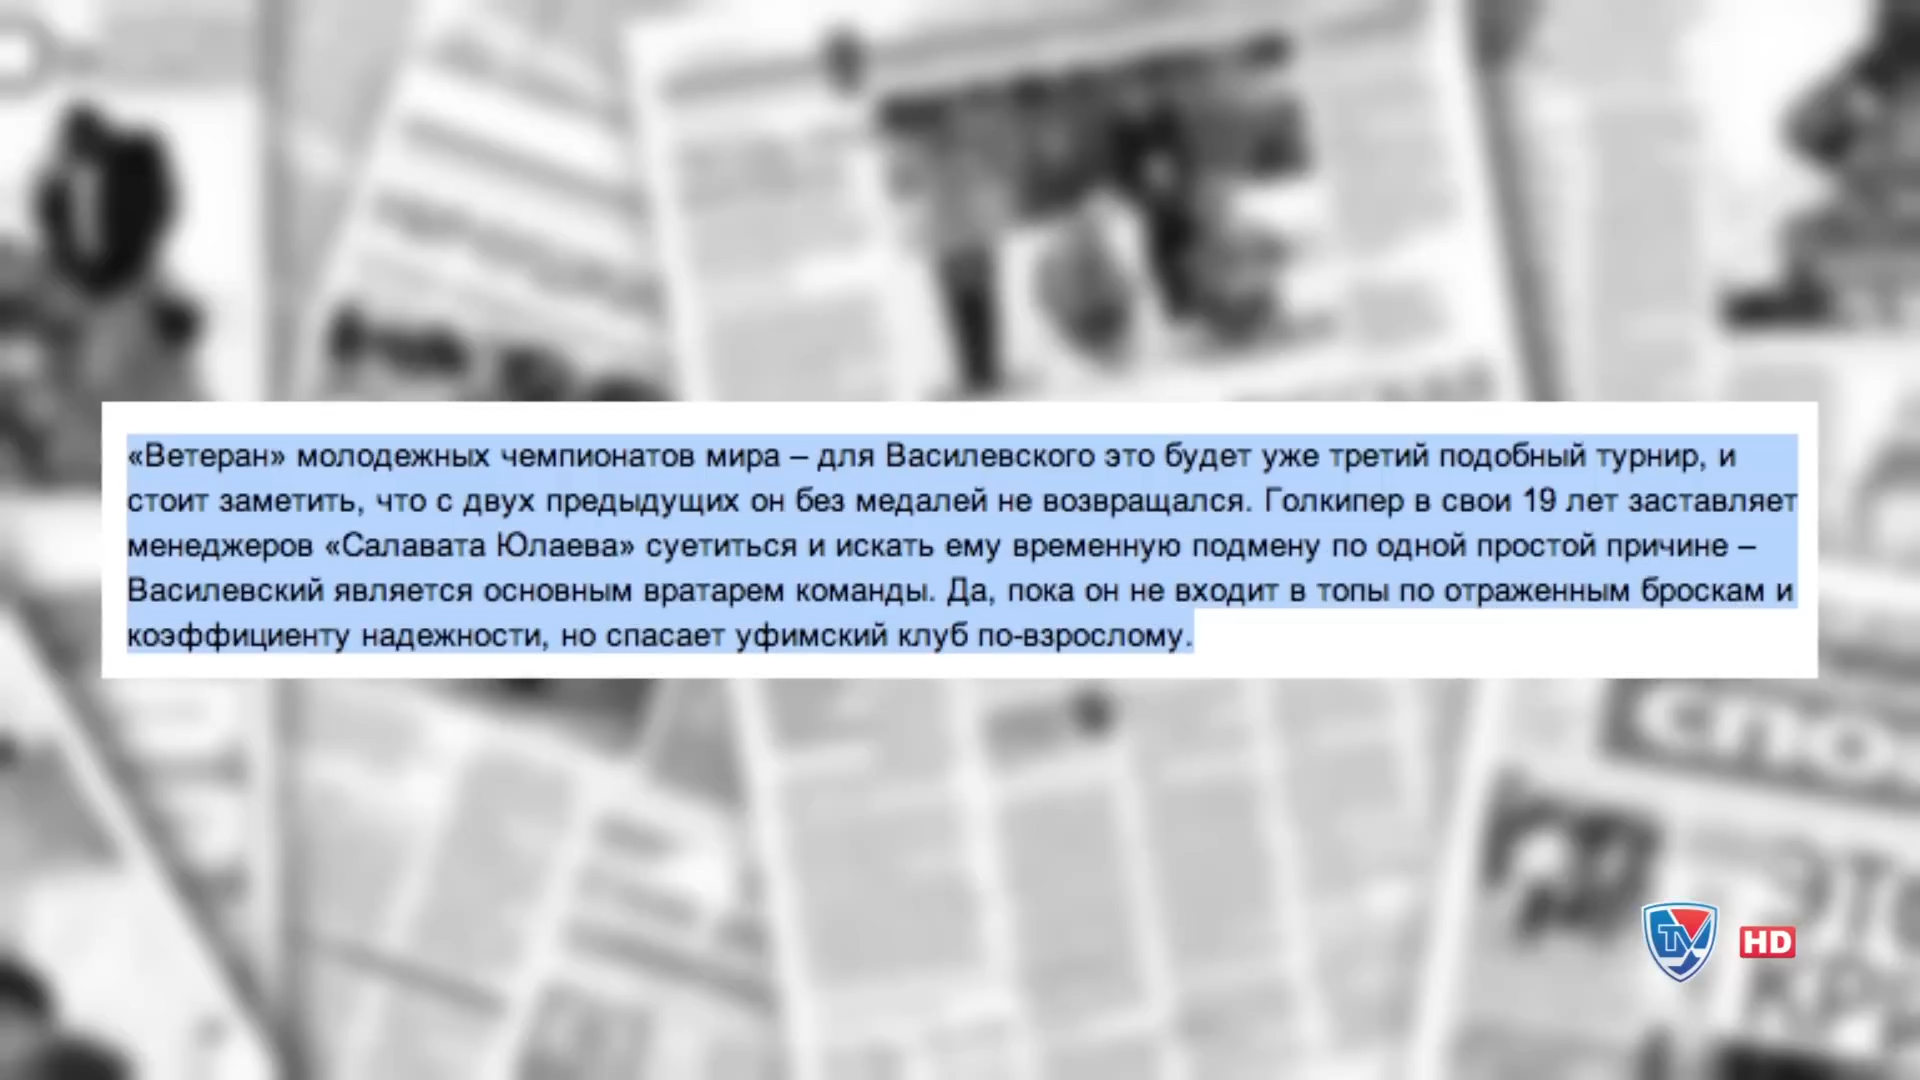 «Ветеран» молодежных чемпионатов мира – для Василевского это будет уже третий подобный турнир, и
стоит заметить, что с двух предыдущих он без медалей не возвращался. Голкипер в свои 19 лет заставляет
менеджеров «Салавата Юлаева» суетиться и искать ему временную подмену по одной простой причине –
Василевский является основным вратарем команды. Да, пока он не входит в топы по отраженным броскам и
коэффициенту надежности, но спасает уфимский клуб по-взрослому.
СПО
ЭТО
TV HD